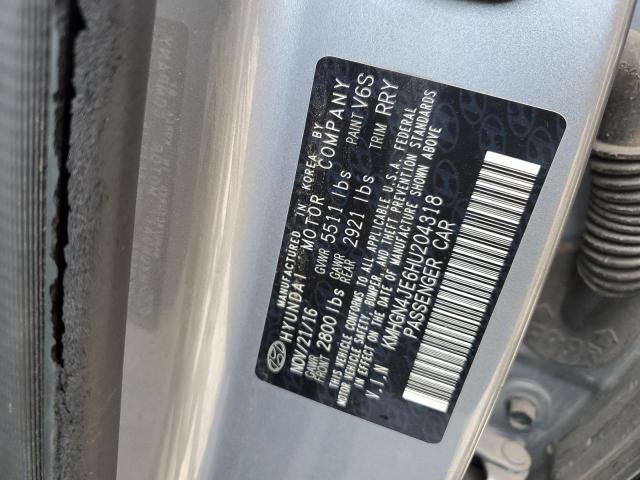 MANUFACTURED IN KOREA BY
HYUNDAI MOTOR COMPANY
NOV/21/16 GVWR 5511 lbs PAINT V6S
GAWR FRONT 2800 lbs GAWR REAR 2921 lbs TRIM RRY
THIS VEHICLE CONFORMS TO ALL APPLICABLE U.S.A. FEDERAL
MOTOR VEHICLE SAFETY, BUMPER, AND THEFT PREVENTION STANDARDS
IN EFFECT ON THE DATE OF MANUFACTURE SHOWN ABOVE
V.I.N KMHGN4JE6HU204318
PASSENGER CAR